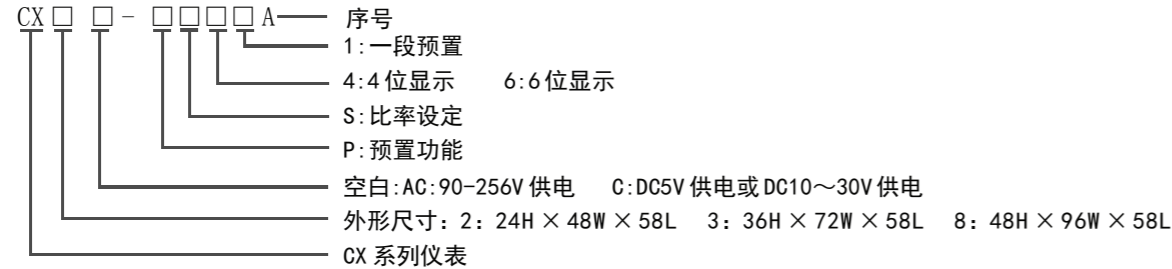 CX□ □- □□□□A 序号
1:一段预置
4:4位显示 6:6位显示
S:比率设定
P:预置功能
空白:AC:90-256V供电 C:DC5V供电或DC10～30V供电
外形尺寸: 2: 24H×48W×58L 3: 36H×72W×58L 8: 48H×96W×58L
CX系列仪表